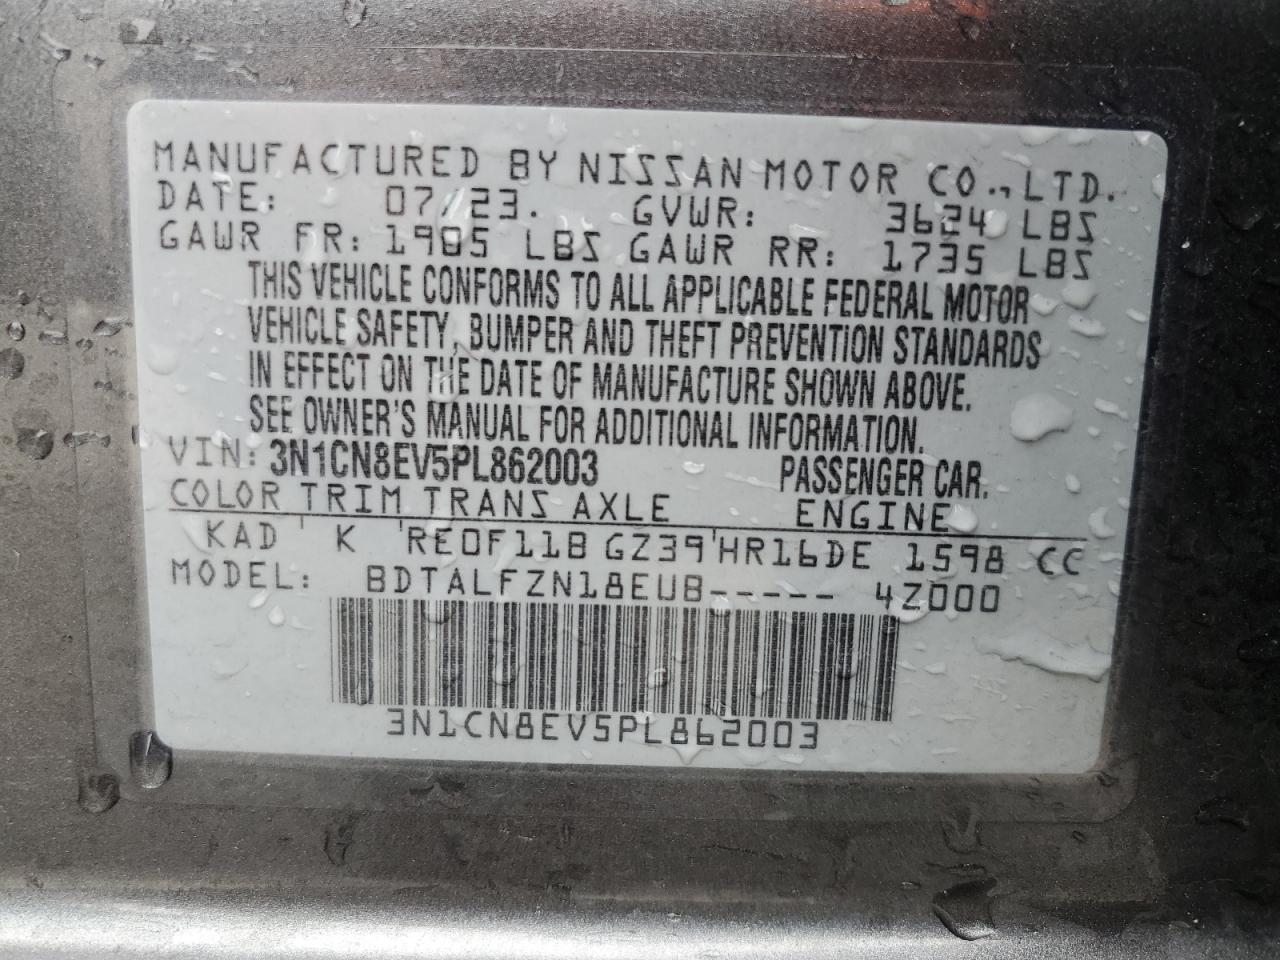 MANUFACTURED BY NISSAN MOTOR CO., LTD.
DATE: 07/23. GVWR: 3624 LBS
GAWR FR: 1905 LBS GAWR RR: 1735 LBS
THIS VEHICLE CONFORMS TO ALL APPLICABLE FEDERAL MOTOR
VEHICLE SAFETY, BUMPER AND THEFT PREVENTION STANDARDS
IN EFFECT ON THE DATE OF MANUFACTURE SHOWN ABOVE.
SEE OWNER'S MANUAL FOR ADDITIONAL INFORMATION.
VIN: 3N1CN8EV5PL862003 PASSENGER CAR.
COLOR TRIM TRANS AXLE ENGINE
KAD ' K 'RE0F11B GZ39'HR16DE 1598 CC
MODEL: BDTALFZN18EUB----- 4Z000
3N1CN8EV5PL862003